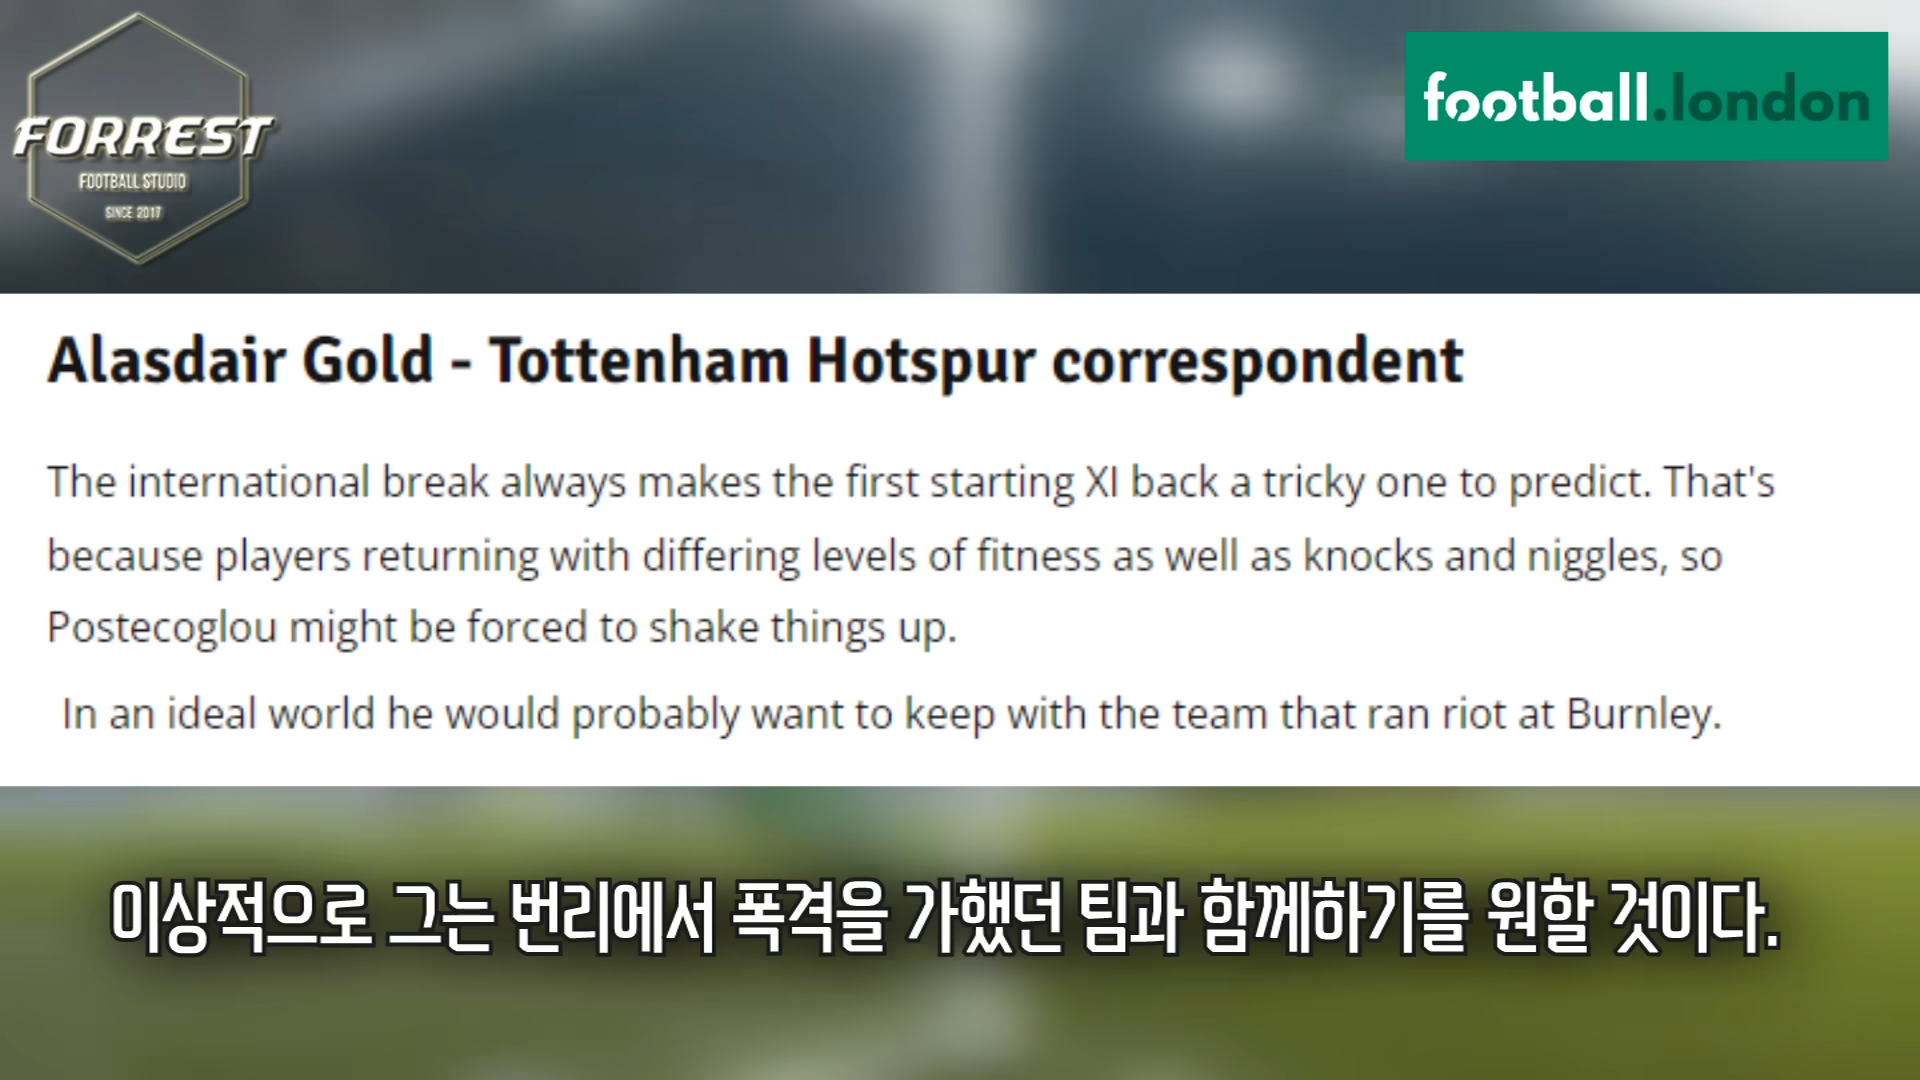 FORREST
FOOTBALL STUDIO
SINCE 2017
football.london
Alasdair Gold - Tottenham Hotspur correspondent
The international break always makes the first starting XI back a tricky one to predict. That's
because players returning with differing levels of fitness as well as knocks and niggles, so
Postecoglou might be forced to shake things up.
In an ideal world he would probably want to keep with the team that ran riot at Burnley.
이상적으로 그는 번리에서 폭격을 가했던 팀과 함께하기를 원할 것이다.